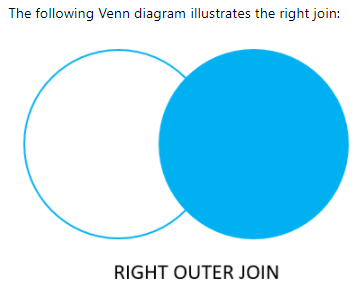 The following Venn diagram illustrates the right join:
RIGHT OUTER JOIN